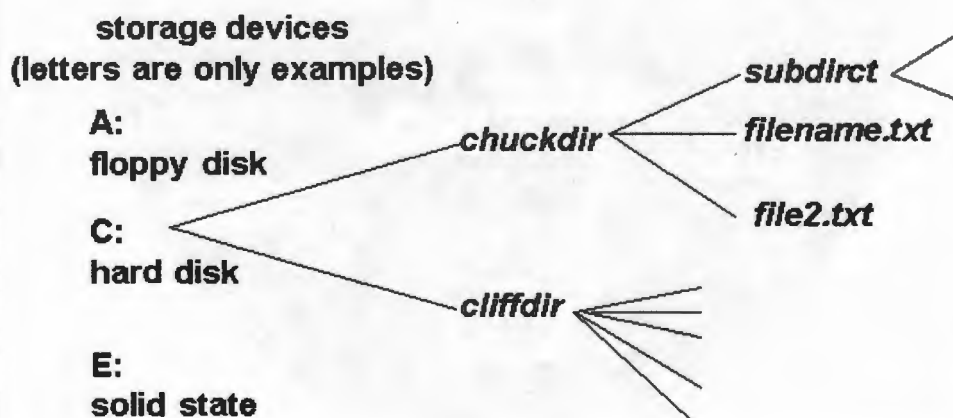 storage devices
(letters are only examples)
A:
floppy disk
C:
hard disk
E:
solid state
chuckdir
cliffdir
subdirct
filename.txt
file2.txt